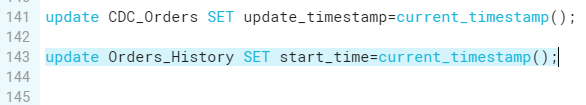 141 update CDC_Orders SET update_timestamp=current_timestamp();
142
143 update Orders_History SET start_time=current_timestamp();
144
145